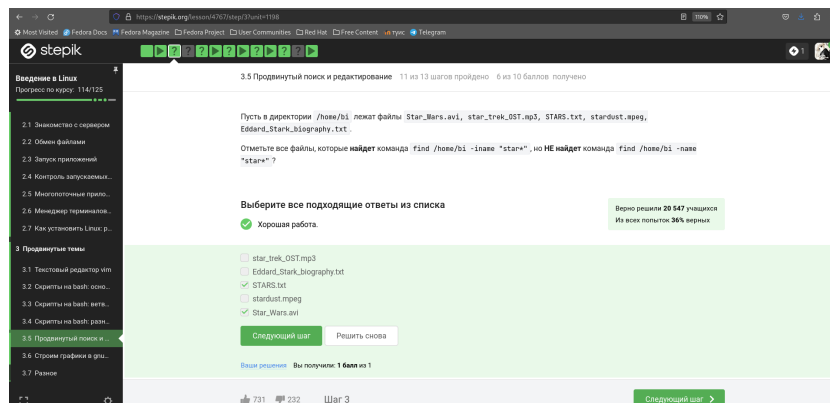 https://stepik.org/lesson/4767/step/3?unit=1198
110%
Most Visited Fedora Docs Fedora Magazine Fedora Project User Communities Red Hat Free Content туис Telegram
stepik
1
Введение в Linux
Прогресс по курсу: 114/125
2.1 Знакомство с сервером
2.2 Обмен файлами
2.3 Запуск приложений
2.4 Контроль запускаемых...
2.5 Многопоточные прило...
2.6 Менеджер терминалов...
2.7 Как установить Linux: р...
3 Продвинутые темы
3.1 Текстовый редактор vim
3.2 Скрипты на bash: осно...
3.3 Скрипты на bash: ветв...
3.4 Скрипты на bash: разн...
3.5 Продвинутый поиск и ...
3.6 Строим графики в gnu...
3.7 Разное
3.5 Продвинутый поиск и редактирование 11 из 13 шагов пройдено 6 из 10 баллов получено
Пусть в директории /home/bi лежат файлы Star_Wars.avi, star_trek_OST.mp3, STARS.txt, stardust.mpeg,
Eddard_Stark_biography.txt.
Отметьте все файлы, которые найдет команда find /home/bi -iname "star*", но НЕ найдет команда find /home/bi -name
"star*" ?
Выберите все подходящие ответы из списка
Хорошая работа.
Верно решили 20 547 учащихся
Из всех попыток 36% верных
star_trek_OST.mp3
Eddard_Stark_biography.txt
STARS.txt
stardust.mpeg
Star_Wars.avi
Следующий шаг Решить снова
Ваши решения Вы получили: 1 балл из 1
731 232 Шаг 3 Следующий шаг